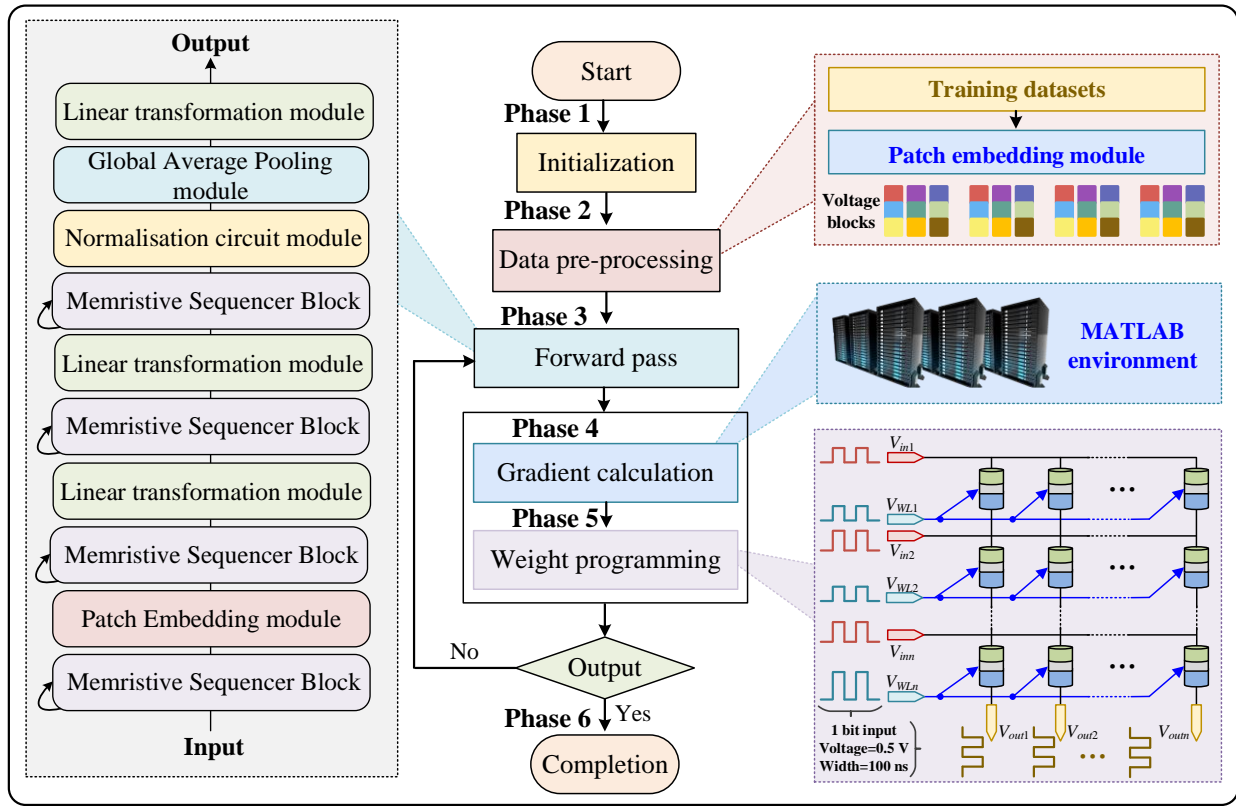 Output
Linear transformation module
Global Average Pooling
module
Normalisation circuit module
Memristive Sequencer Block
Linear transformation module
Memristive Sequencer Block
Linear transformation module
Memristive Sequencer Block
Patch Embedding module
Memristive Sequencer Block
Input
Start
Phase 1
Initialization
Phase 2
Data pre-processing
Phase 3
Forward pass
Phase 4
Gradient calculation
Phase 5
Weight programming
No
Output
Phase 6
Yes
Completion
Training datasets
Patch embedding module
Voltage
blocks
MATLAB
environment
Vin1
VWL1
Vin2
VWL2
Vinn
VWLn
1 bit input
Voltage=0.5 V
Width=100 ns
Vout1
Vout2
Voutn